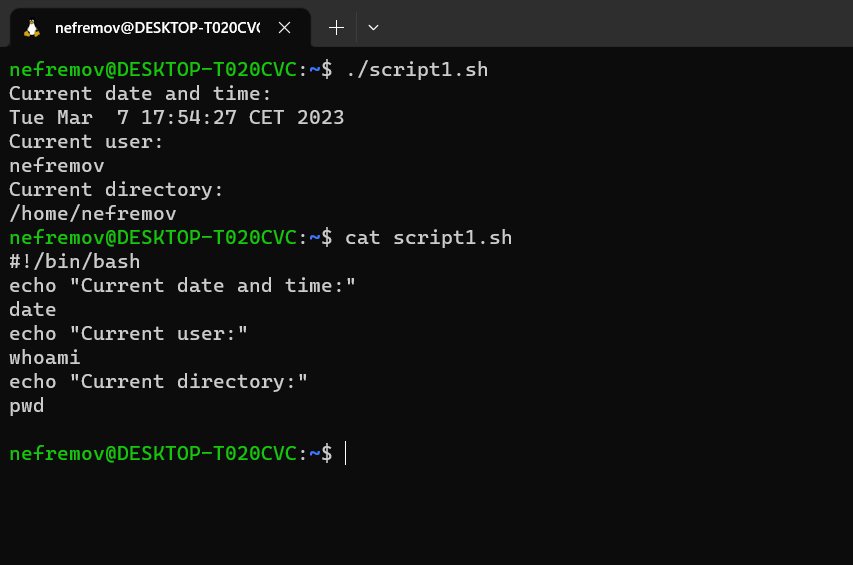 nefremov@DESKTOP-T020CV
nefremov@DESKTOP-T020CVC:~$ ./script1.sh
Current date and time:
Tue Mar  7 17:54:27 CET 2023
Current user:
nefremov
Current directory:
/home/nefremov
nefremov@DESKTOP-T020CVC:~$ cat script1.sh
#!/bin/bash
echo "Current date and time:"
date
echo "Current user:"
whoami
echo "Current directory:"
pwd
nefremov@DESKTOP-T020CVC:~$